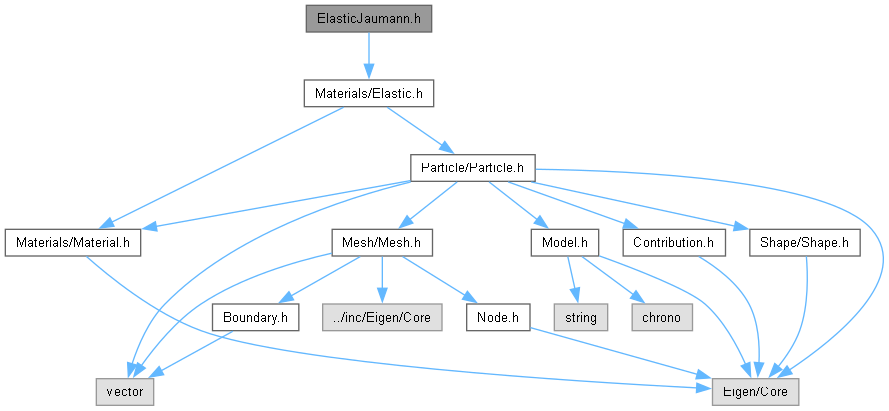 ElasticJaumann.h
Materials/Elastic.h
Particle/Particle.h
Materials/Material.h
Mesh/Mesh.h
Model.h
Contribution.h
Shape/Shape.h
Boundary.h
../inc/Eigen/Core
Node.h
string
chrono
vector
Eigen/Core